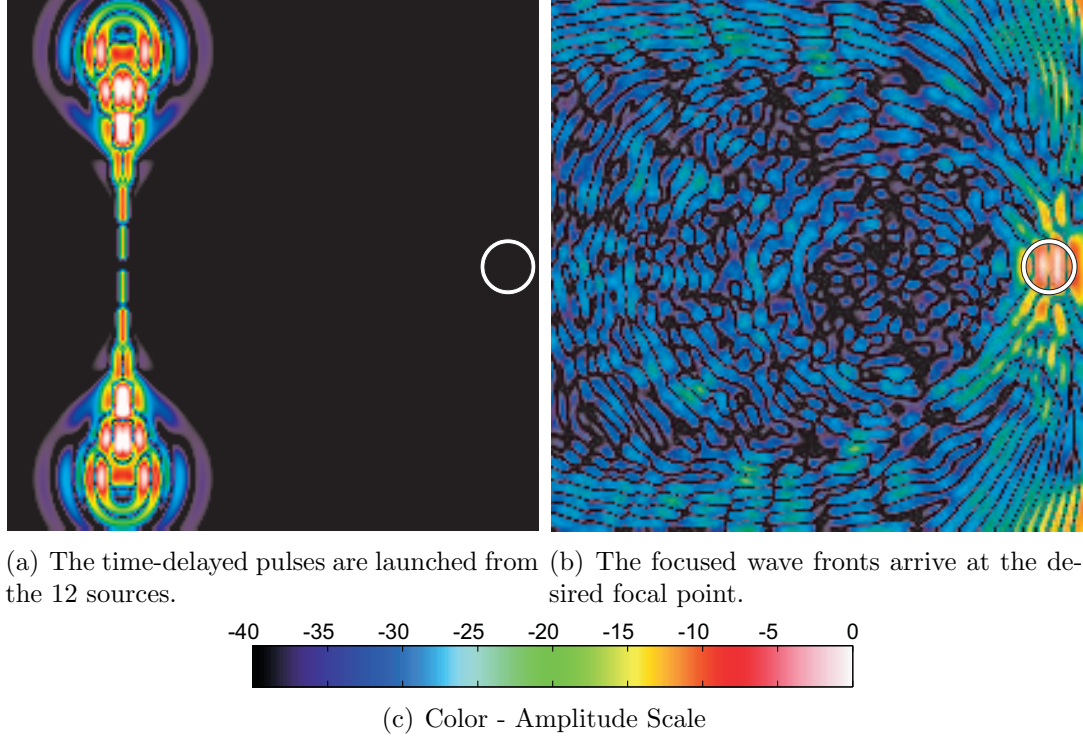 (a) The time-delayed pulses are launched from
the 12 sources.
(b) The focused wave fronts arrive at the de-
sired focal point.
-40 -35 -30 -25 -20 -15 -10 -5 0
(c) Color - Amplitude Scale